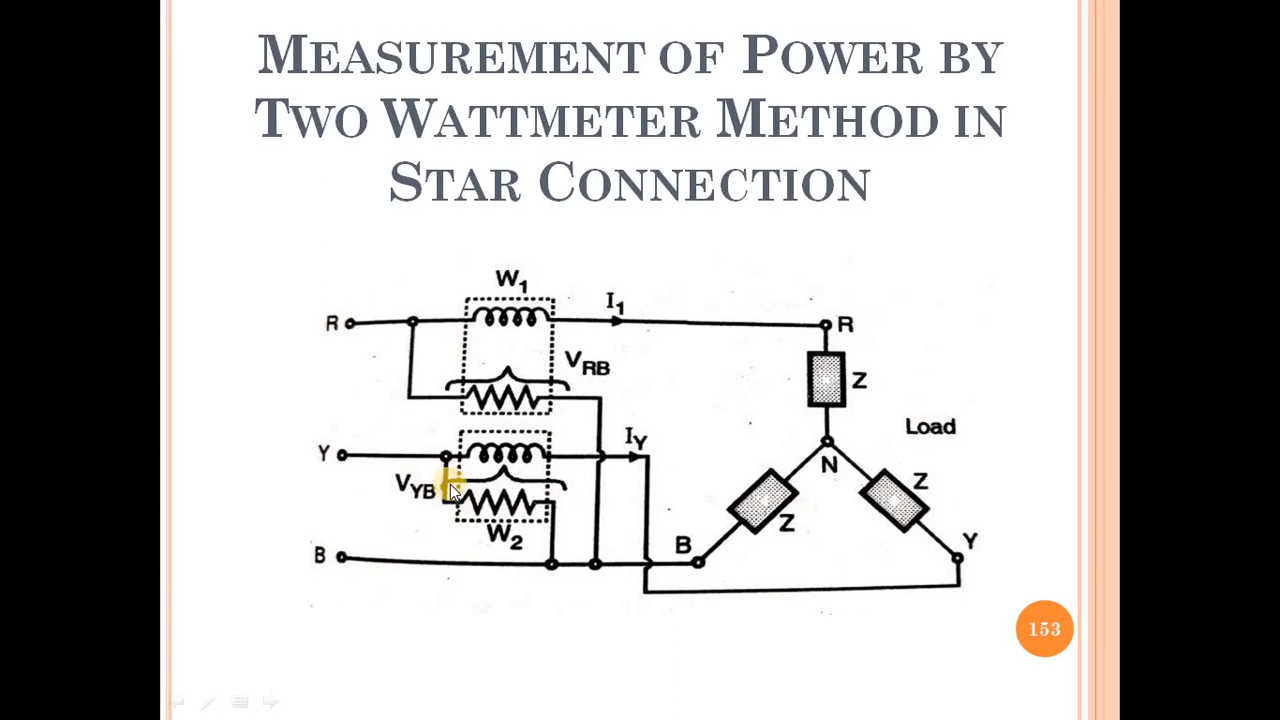 MEASUREMENT OF POWER BY
TWO WATTMETER METHOD IN
STAR CONNECTION
W1
I1
R
R
VRB
Z
IY
Load
Y
N
VYB
Z
Z
W2
B
B
Y
153